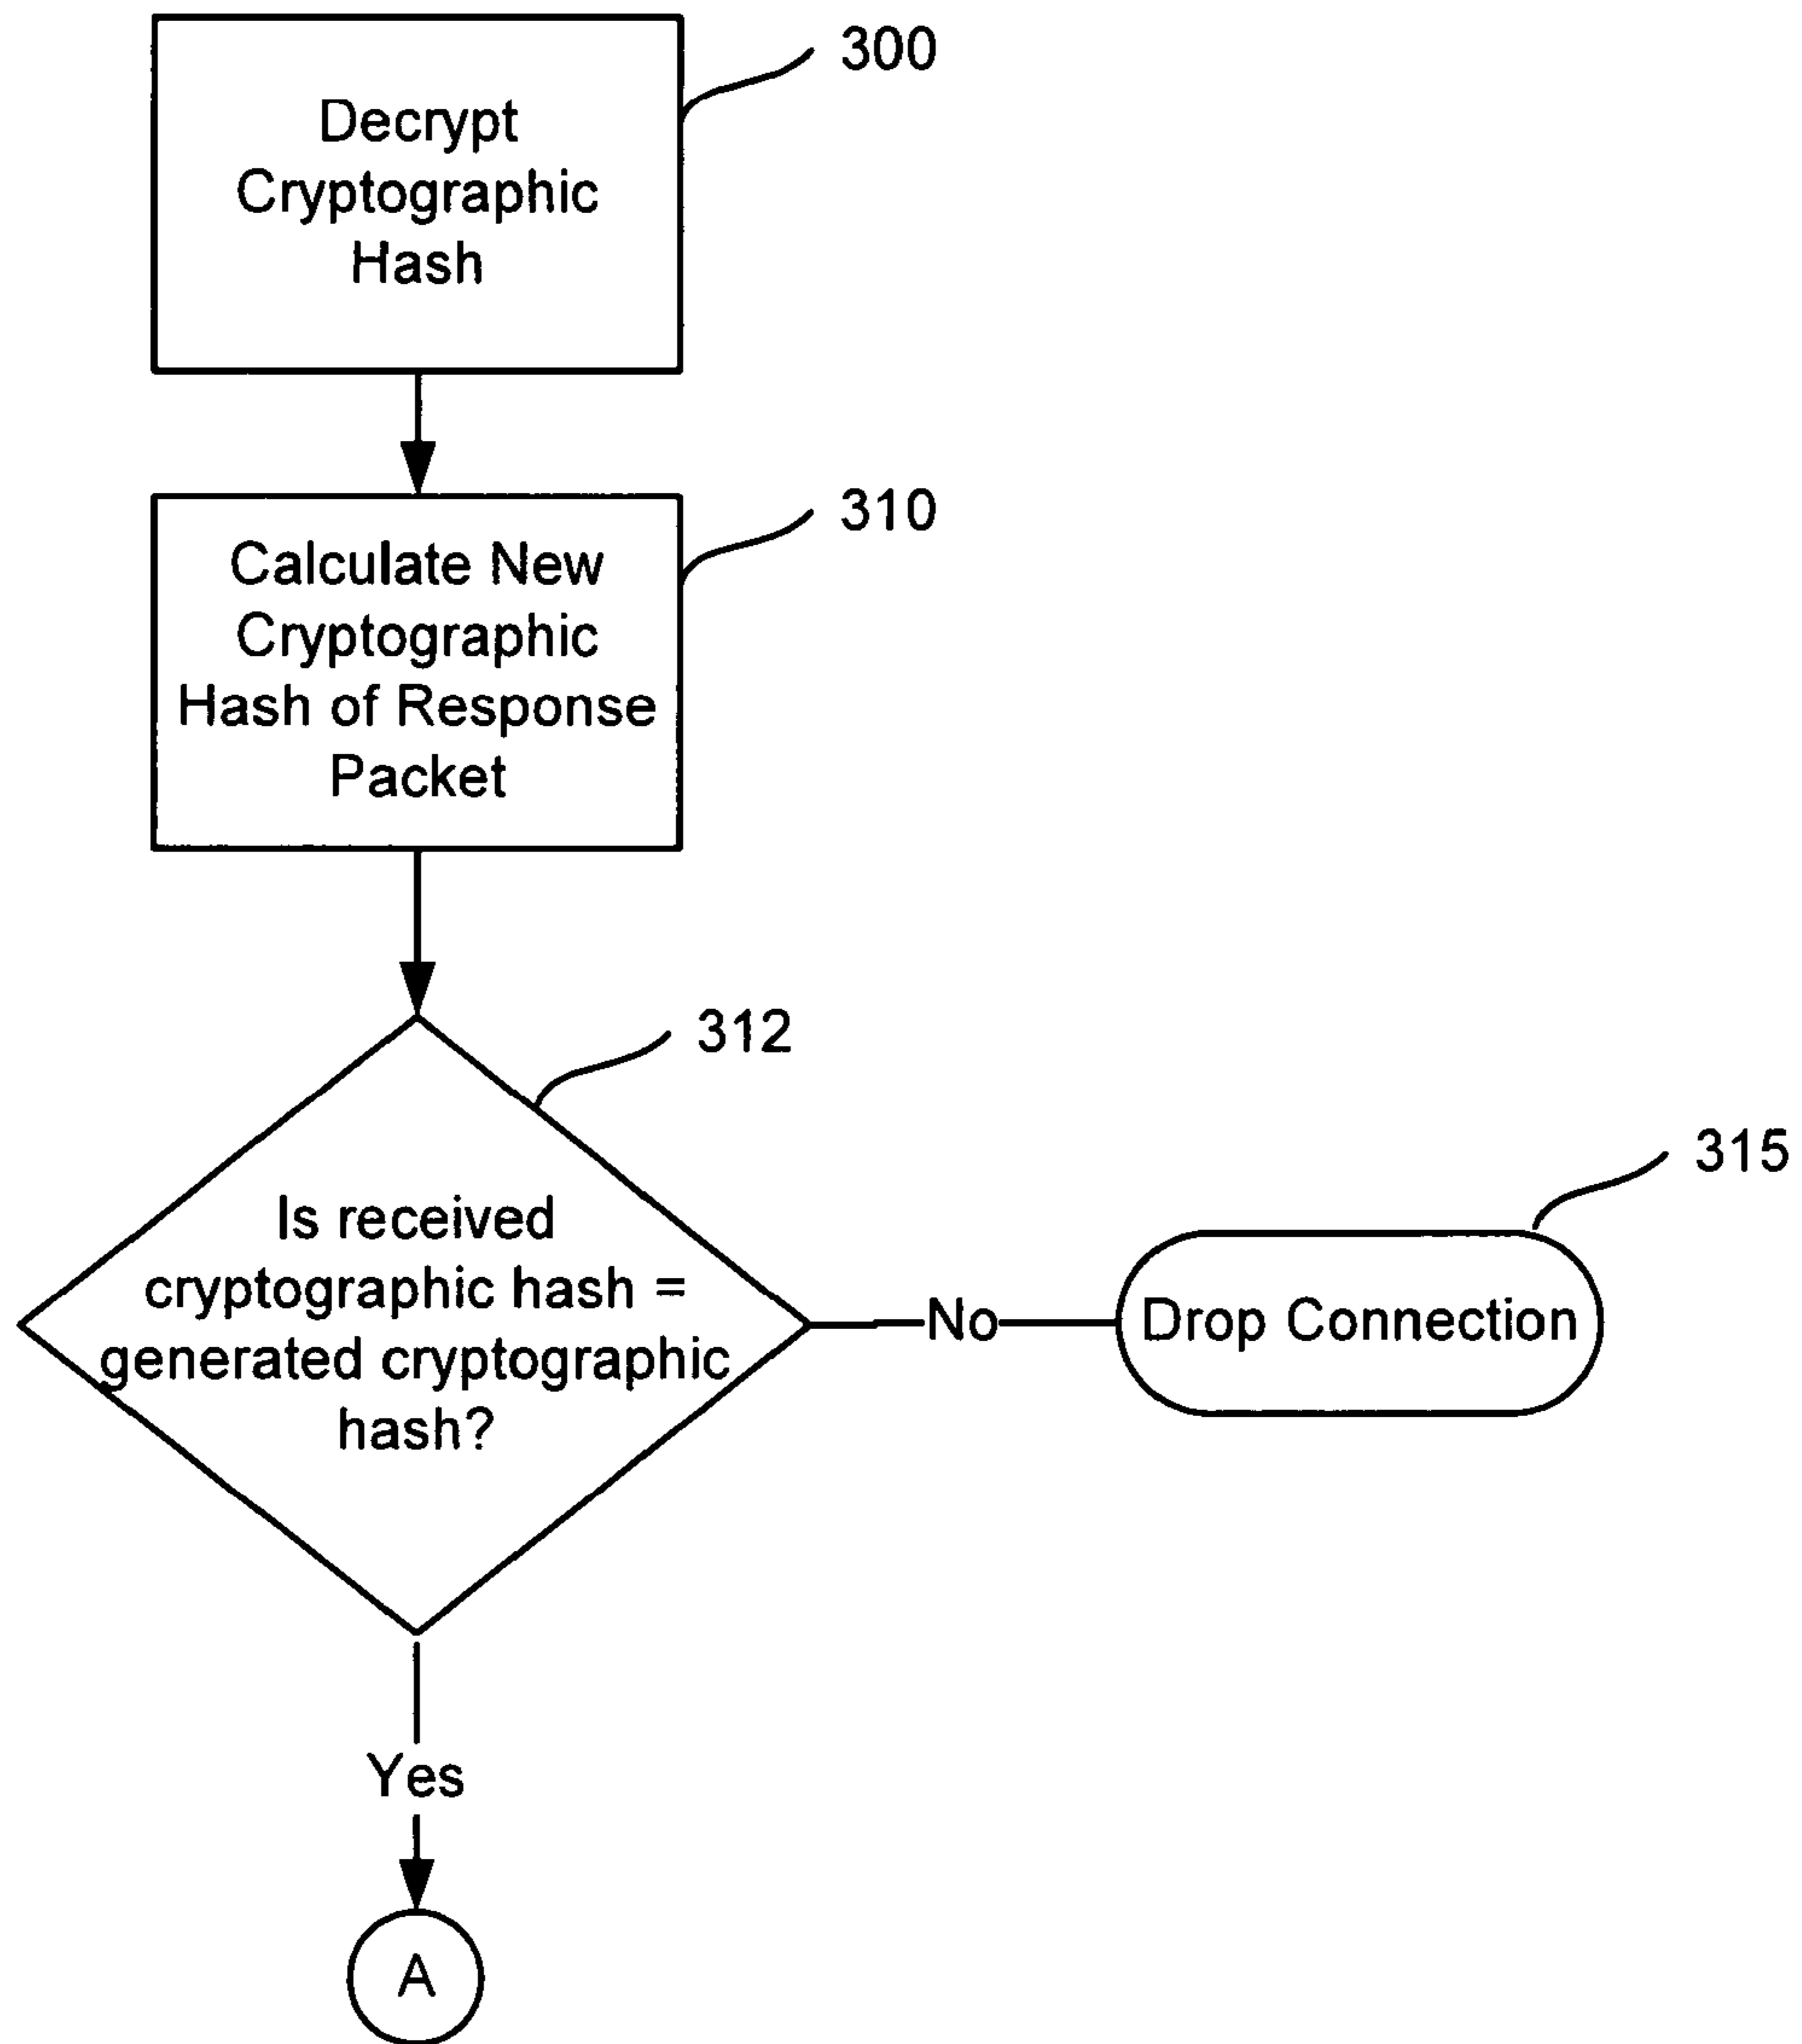 300
Decrypt
Cryptographic
Hash
310
Calculate New
Cryptographic
Hash of Response
Packet
312
Is received
cryptographic hash =
generated cryptographic
hash?
No
315
Drop Connection
Yes
A